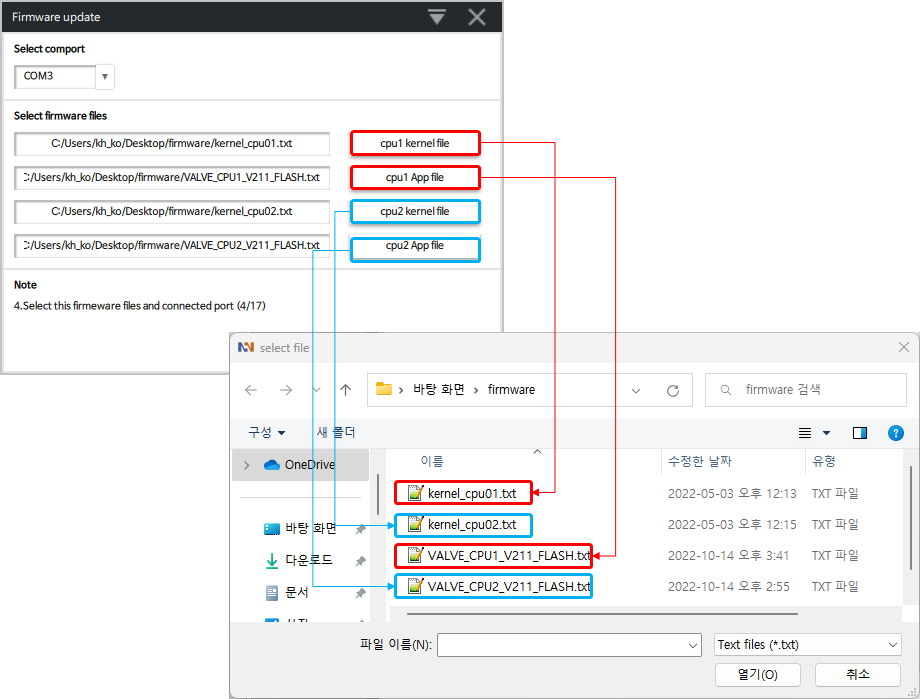 Firmware update
Select comport
COM3
Select firmware files
C:/Users/kh_ko/Desktop/firmware/kernel_cpu01.txt
cpu1 kernel file
C:/Users/kh_ko/Desktop/firmware/VALVE_CPU1_V211_FLASH.txt
cpu1 App file
C:/Users/kh_ko/Desktop/firmware/kernel_cpu02.txt
cpu2 kernel file
C:/Users/kh_ko/Desktop/firmware/VALVE_CPU2_V211_FLASH.txt
cpu2 App file
Note
4.Select this firmeware files and connected port (4/17)
select file
바탕 화면 > firmware
firmware 검색
구성
새 폴더
OneDrive
이름
수정한 날짜
유형
kernel_cpu01.txt
2022-05-03 오후 12:13
TXT 파일
바탕 화면
kernel_cpu02.txt
2022-05-03 오후 12:15
TXT 파일
다운로드
VALVE_CPU1_V211_FLASH.txt
2022-10-14 오후 3:41
TXT 파일
문서
VALVE_CPU2_V211_FLASH.txt
2022-10-14 오후 2:55
TXT 파일
파일 이름(N):
Text files (*.txt)
열기(O)
취소